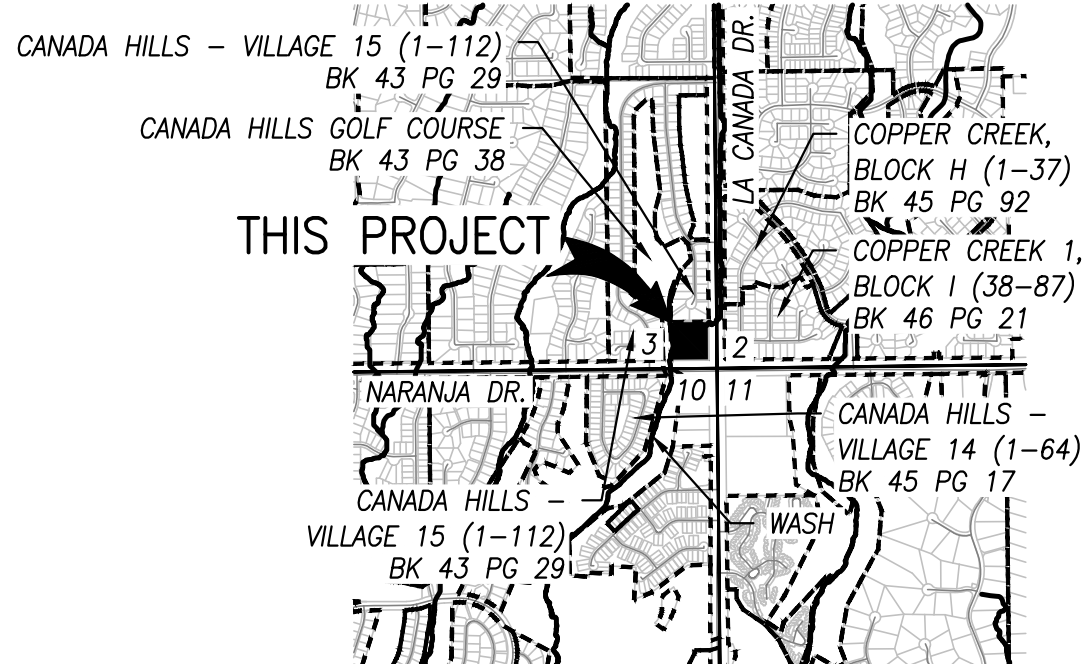 CANADA HILLS – VILLAGE 15 (1–112)
BK 43 PG 29
CANADA HILLS GOLF COURSE
BK 43 PG 38
THIS PROJECT
LA CANADA DR.
COPPER CREEK,
BLOCK H (1–37)
BK 45 PG 92
COPPER CREEK 1,
BLOCK I (38–87)
BK 46 PG 21
3
2
10
11
NARANJA DR.
CANADA HILLS –
VILLAGE 14 (1–64)
BK 45 PG 17
CANADA HILLS –
VILLAGE 15 (1–112)
BK 43 PG 29
WASH